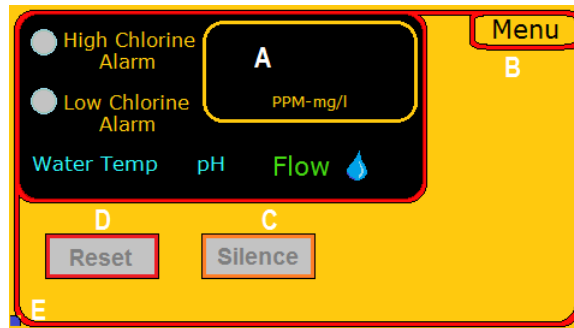 High Chlorine
Alarm
A
Menu
B
Low Chlorine
Alarm
PPM-mg/l
Water Temp pH Flow
D
C
Reset
Silence
E